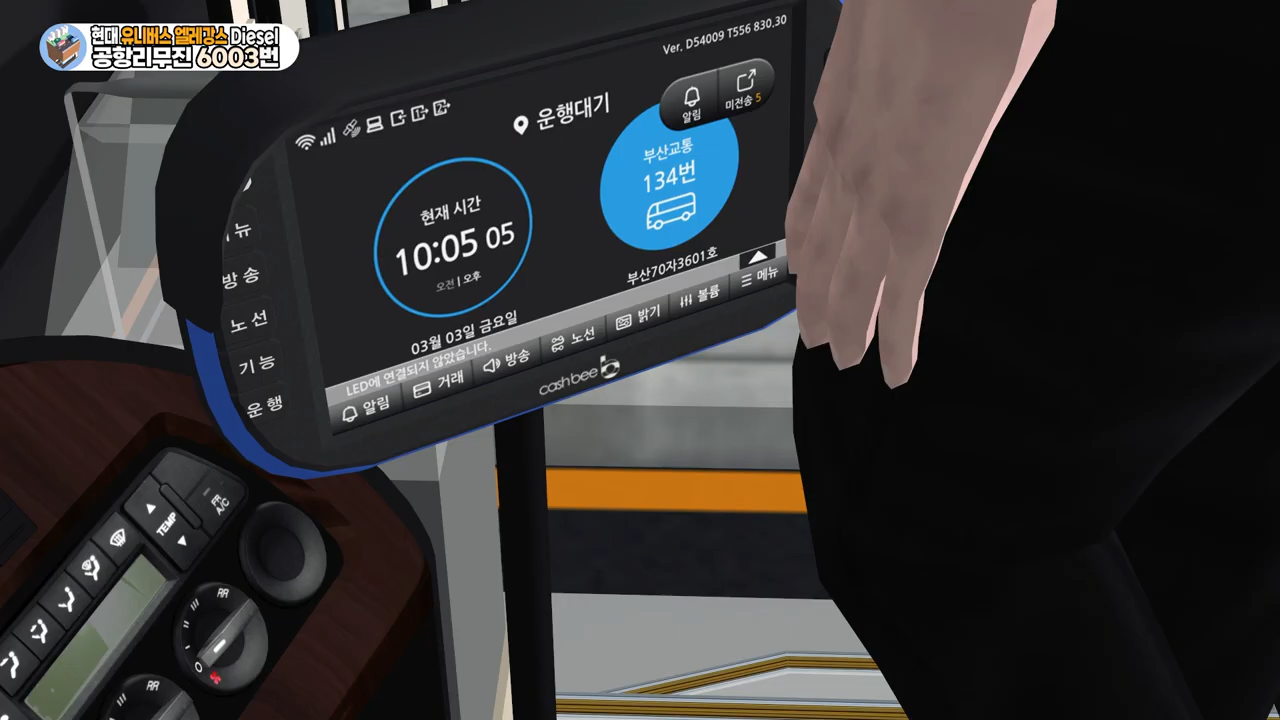 현대 유니버스 엘레강스 Diesel
공항리무진 6003번
Ver. D54009 T556 830.30
운행대기
알림
미전송 5
현재 시간
10:05 05
오전 | 오후
03월 03일 금요일
부산교통
134번
부산70자3601호
LED에 연결되지 않았습니다.
알림
거래
방송
노선
밝기
볼륨
메뉴
cashbee
뉴
방송
노선
기능
운행
FR
A/C
TEMP
RR
O
RR